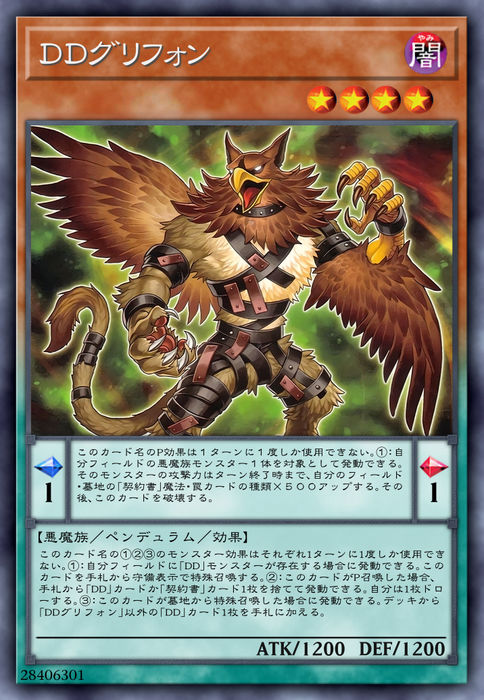 DDグリフォン
やみ
闇
このカード名のP効果は1ターンに1度しか使用できない。①:自
分フィールドの悪魔族モンスター1体を対象として発動できる。
そのモンスターの攻撃力はターン終了時まで、自分のフィールド
・墓地の「契約書」魔法・罠カードの種類×500アップする。その
後、このカードを破壊する。
1
1
【悪魔族/ペンデュラム/効果】
このカード名の①②③のモンスター効果はそれぞれ1ターンに1度しか使用
できない。①:自分フィールドに「DD」モンスターが存在する場合に発動できる。この
カードを手札から守備表示で特殊召喚する。②:このカードがP召喚した場合、
手札から「DD」カードか「契約書」カード1枚を捨てて発動できる。自分は1枚ドロ
ーする。③:このカードが墓地から特殊召喚した場合に発動できる。デッキから
「DDグリフォン」以外の「DD」カード1枚を手札に加える。
ATK/1200 DEF/1200
28406301